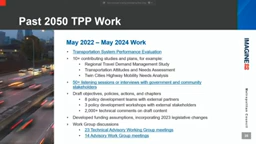 Past 2050 TPP Work
May 2022 – May 2024 Work
• Transportation System Performance Evaluation
• 10+ contributing studies and plans, for example:
• Regional Travel Demand Management Study
• Transportation Attitudes and Needs Assessment
• Twin Cities Highway Mobility Needs Analysis
• 50+ listening sessions or interviews with government and community
stakeholders
• Draft objectives, policies, actions, and chapters
• 8 policy development teams with external partners
• 3 policy development workshops with external stakeholders
• 2,000+ technical comments on draft content
• Developed funding assumptions, incorporating 2023 legislative changes
• Work Group discussions
• 23 Technical Advisory Working Group meetings
• 14 Advisory Work Group meetings
IMAGINE
Metropolitan Council